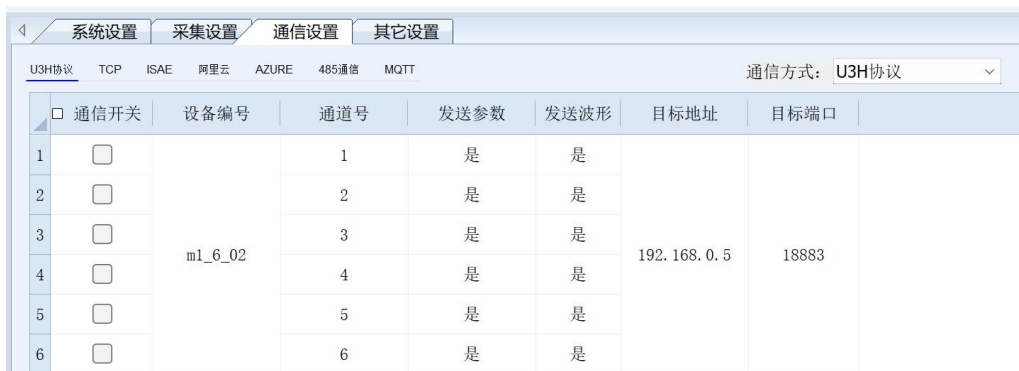 系统设置 采集设置 通信设置 其它设置
U3H协议 TCP ISAE 阿里云 AZURE 485通信 MQTT 通信方式： U3H协议
通信开关 设备编号 通道号 发送参数 发送波形 目标地址 目标端口
1 1 是 是
2 2 是 是
3 3 是 是
m1_6_02 192.168.0.5 18883
4 4 是 是
5 5 是 是
6 6 是 是